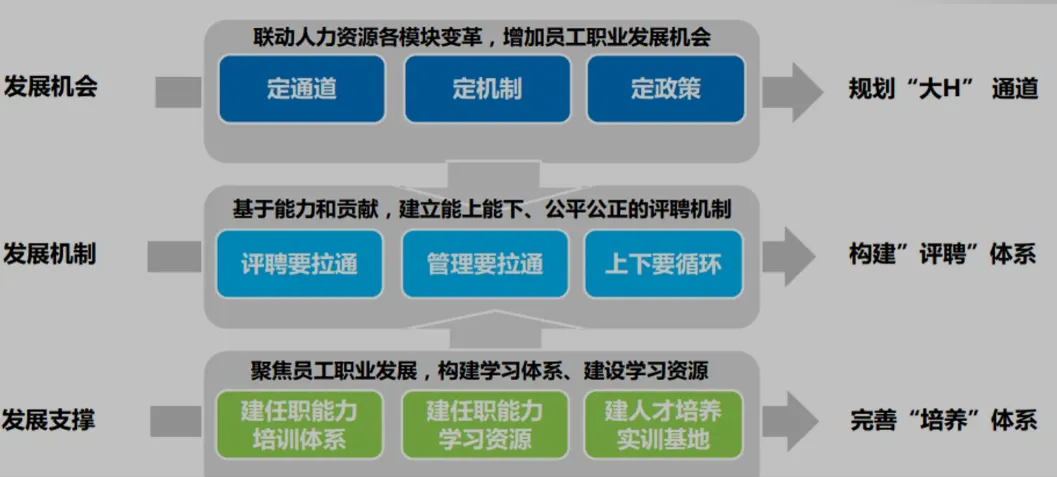 联动人力资源各模块变革，增加员工职业发展机会
发展机会
定通道
定机制
定政策
规划“大H” 通道
基于能力和贡献，建立能上能下、公平公正的评聘机制
发展机制
评聘要拉通
管理要拉通
上下要循环
构建”评聘”体系
聚焦员工职业发展，构建学习体系、建设学习资源
发展支撑
建任职能力
培训体系
建任职能力
学习资源
建人才培养
实训基地
完善“培养”体系